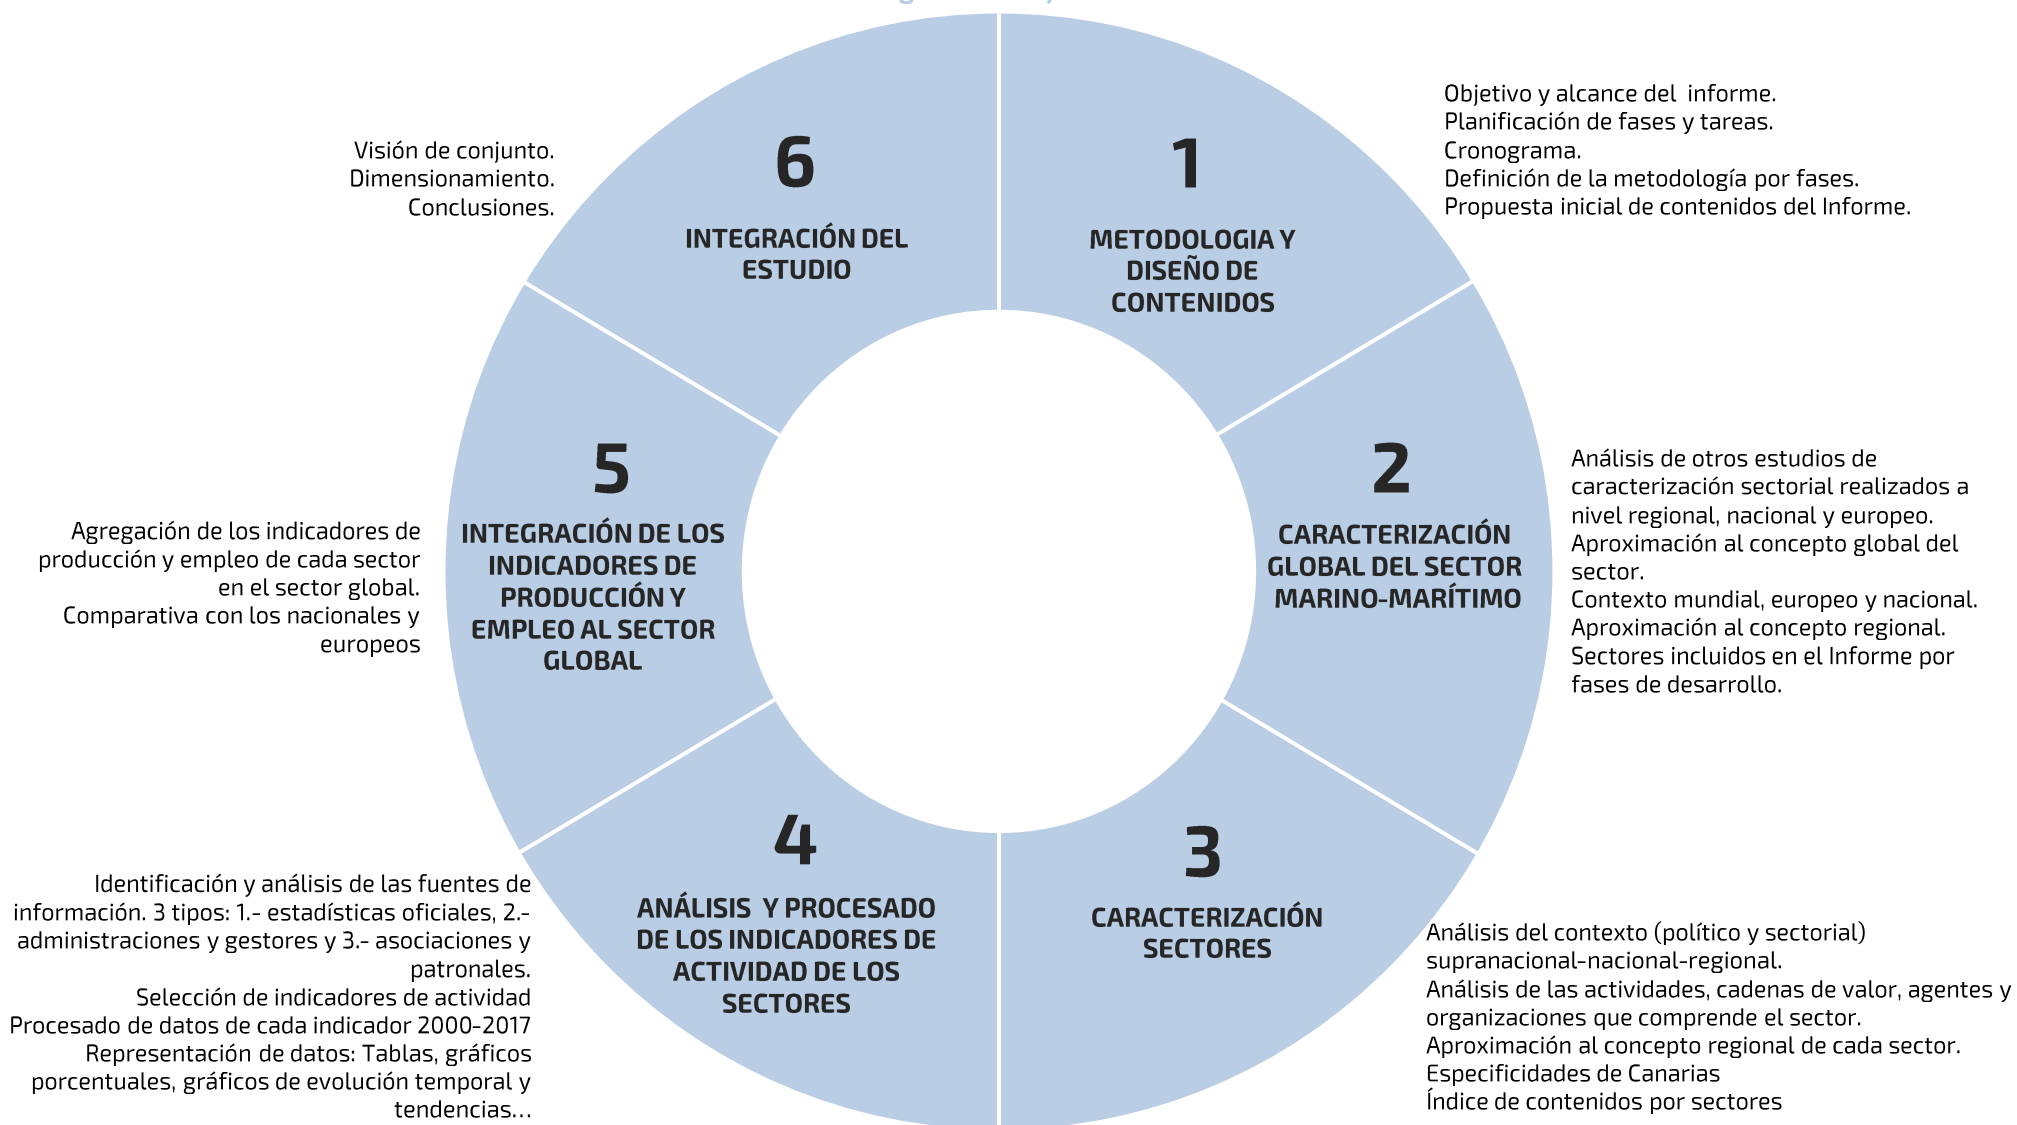 1
METODOLOGIA Y
DISEÑO DE
CONTENIDOS
Objetivo y alcance del informe.
Planificación de fases y tareas.
Cronograma.
Definición de la metodología por fases.
Propuesta inicial de contenidos del Informe.
2
CARACTERIZACIÓN
GLOBAL DEL SECTOR
MARINO-MARÍTIMO
Análisis de otros estudios de
caracterización sectorial realizados a
nivel regional, nacional y europeo.
Aproximación al concepto global del
sector.
Contexto mundial, europeo y nacional.
Aproximación al concepto regional.
Sectores incluidos en el Informe por
fases de desarrollo.
3
CARACTERIZACIÓN
SECTORES
Análisis del contexto (político y sectorial)
supranacional-nacional-regional.
Análisis de las actividades, cadenas de valor, agentes y
organizaciones que comprende el sector.
Aproximación al concepto regional de cada sector.
Especificidades de Canarias
Índice de contenidos por sectores
4
ANÁLISIS Y PROCESADO
DE LOS INDICADORES DE
ACTIVIDAD DE LOS
SECTORES
Identificación y análisis de las fuentes de
información. 3 tipos: 1.- estadísticas oficiales, 2.-
administraciones y gestores y 3.- asociaciones y
patronales.
Selección de indicadores de actividad
Procesado de datos de cada indicador 2000-2017
Representación de datos: Tablas, gráficos
porcentuales, gráficos de evolución temporal y
tendencias...
5
INTEGRACIÓN DE LOS
INDICADORES DE
PRODUCCIÓN Y
EMPLEO AL SECTOR
GLOBAL
Agregación de los indicadores de
producción y empleo de cada sector
en el sector global.
Comparativa con los nacionales y
europeos
6
INTEGRACIÓN DEL
ESTUDIO
Visión de conjunto.
Dimensionamiento.
Conclusiones.